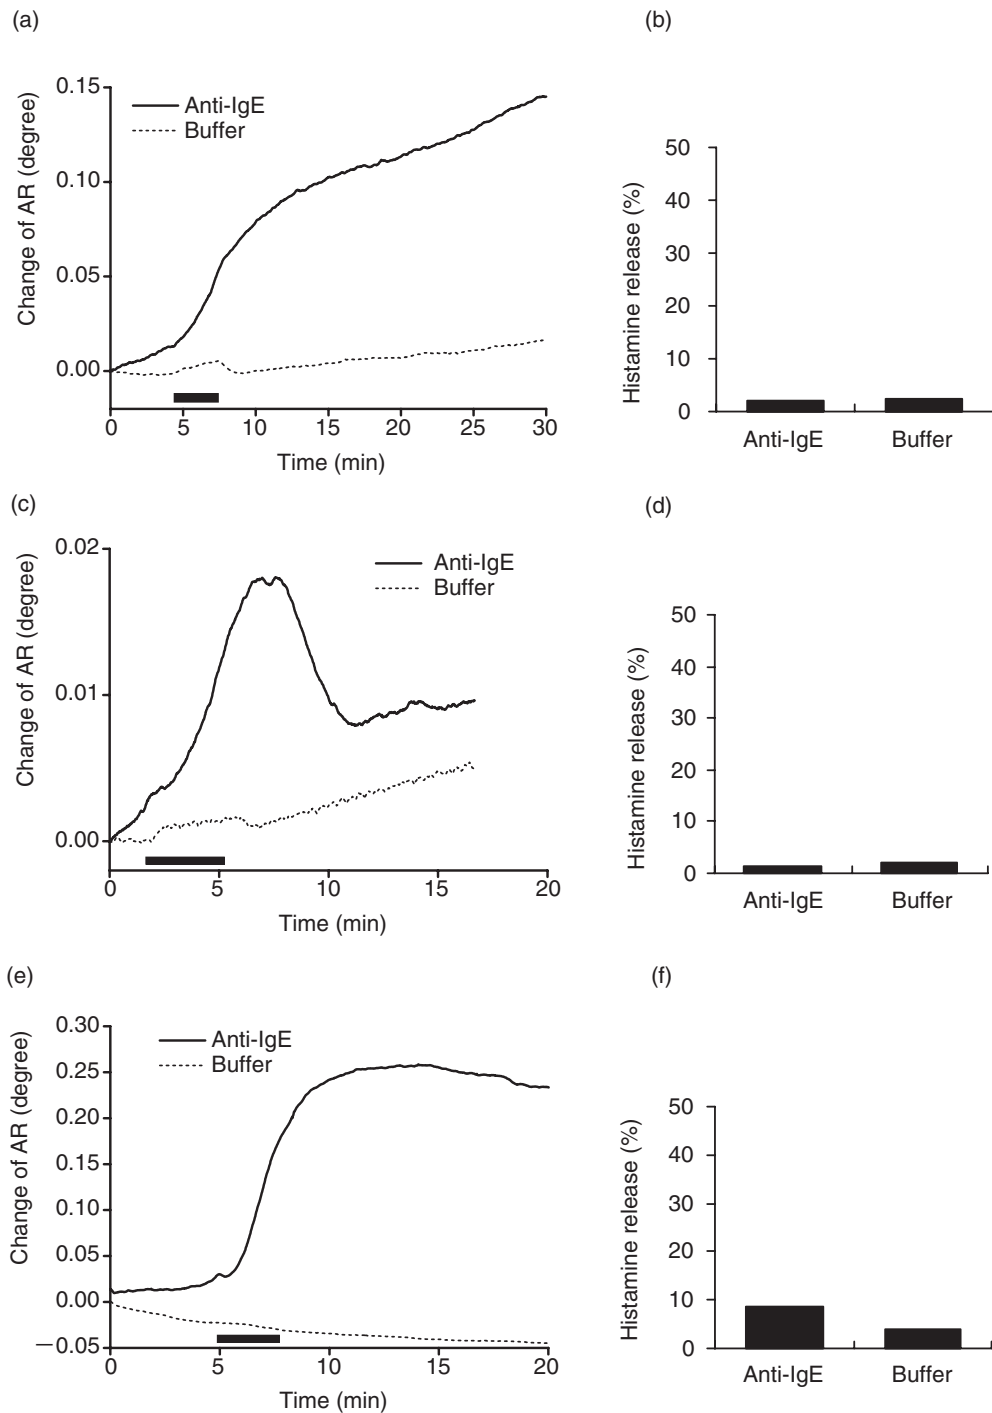 (a)
Change of AR (degree)
0.15
0.10
0.05
0.00
Anti-IgE
Buffer
0 5 10 15 20 25 30
Time (min)
(b)
Histamine release (%)
50
40
30
20
10
0
Anti-IgE Buffer
(c)
Change of AR (degree)
0.02
0.01
0.00
Anti-IgE
Buffer
0 5 10 15 20
Time (min)
(d)
Histamine release (%)
50
40
30
20
10
0
Anti-IgE Buffer
(e)
Change of AR (degree)
0.30
0.25
0.20
0.15
0.10
0.05
0.00
−0.05
Anti-IgE
Buffer
0 5 10 15 20
Time (min)
(f)
Histamine release (%)
50
40
30
20
10
0
Anti-IgE Buffer